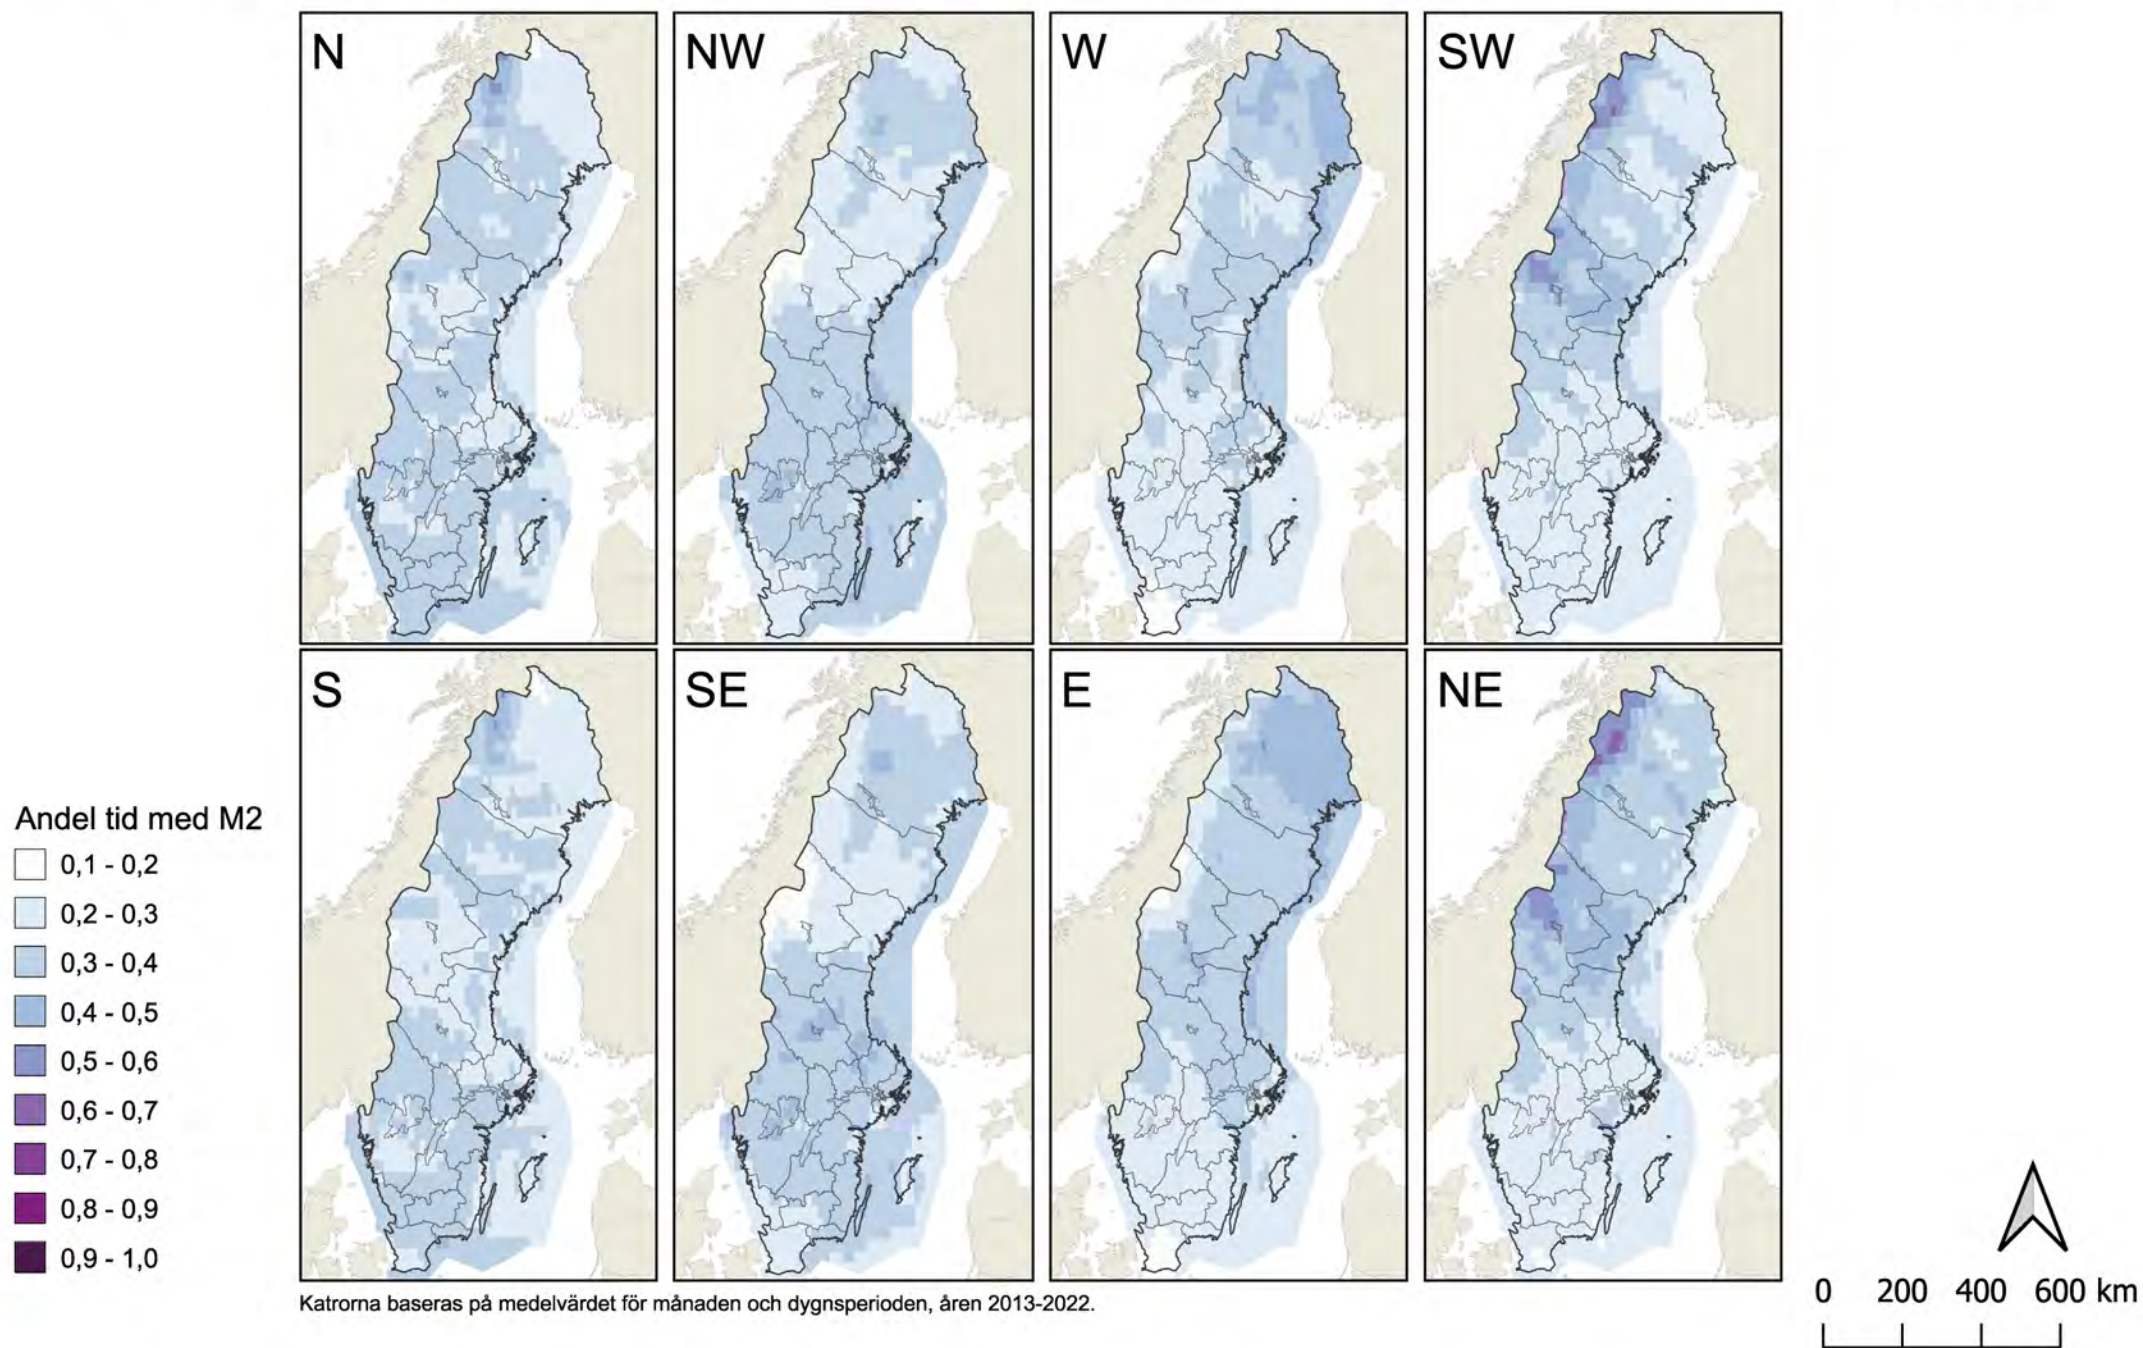 N
NW
W
SW
S
SE
E
NE
Andel tid med M2
0,1 - 0,2
0,2 - 0,3
0,3 - 0,4
0,4 - 0,5
0,5 - 0,6
0,6 - 0,7
0,7 - 0,8
0,8 - 0,9
0,9 - 1,0
Katrorna baseras på medelvärdet för månaden och dygnsperioden, åren 2013-2022.
0 200 400 600 km